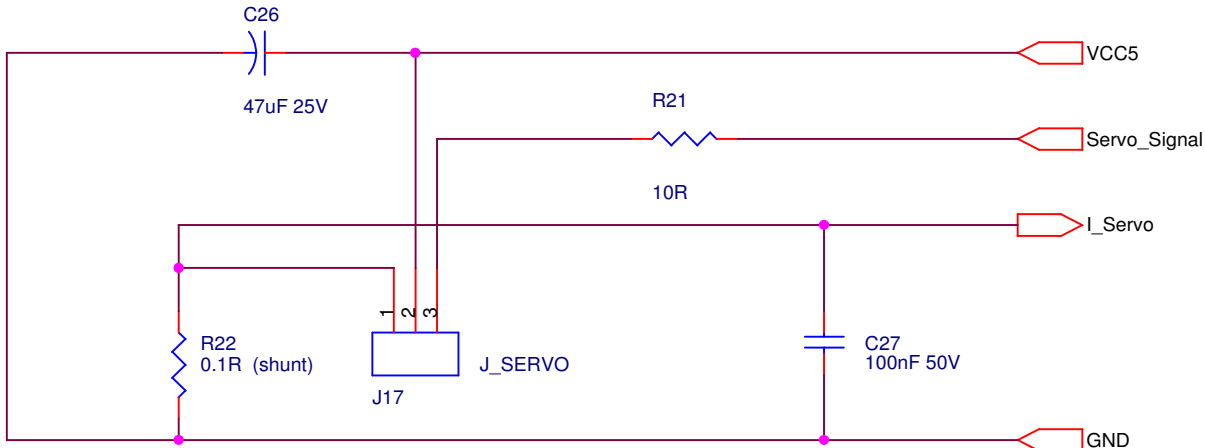 C26
VCC5
47uF 25V
R21
Servo_Signal
10R
I_Servo
1
2
3
R22
0.1R (shunt)
J_SERVO
C27
100nF 50V
J17
GND